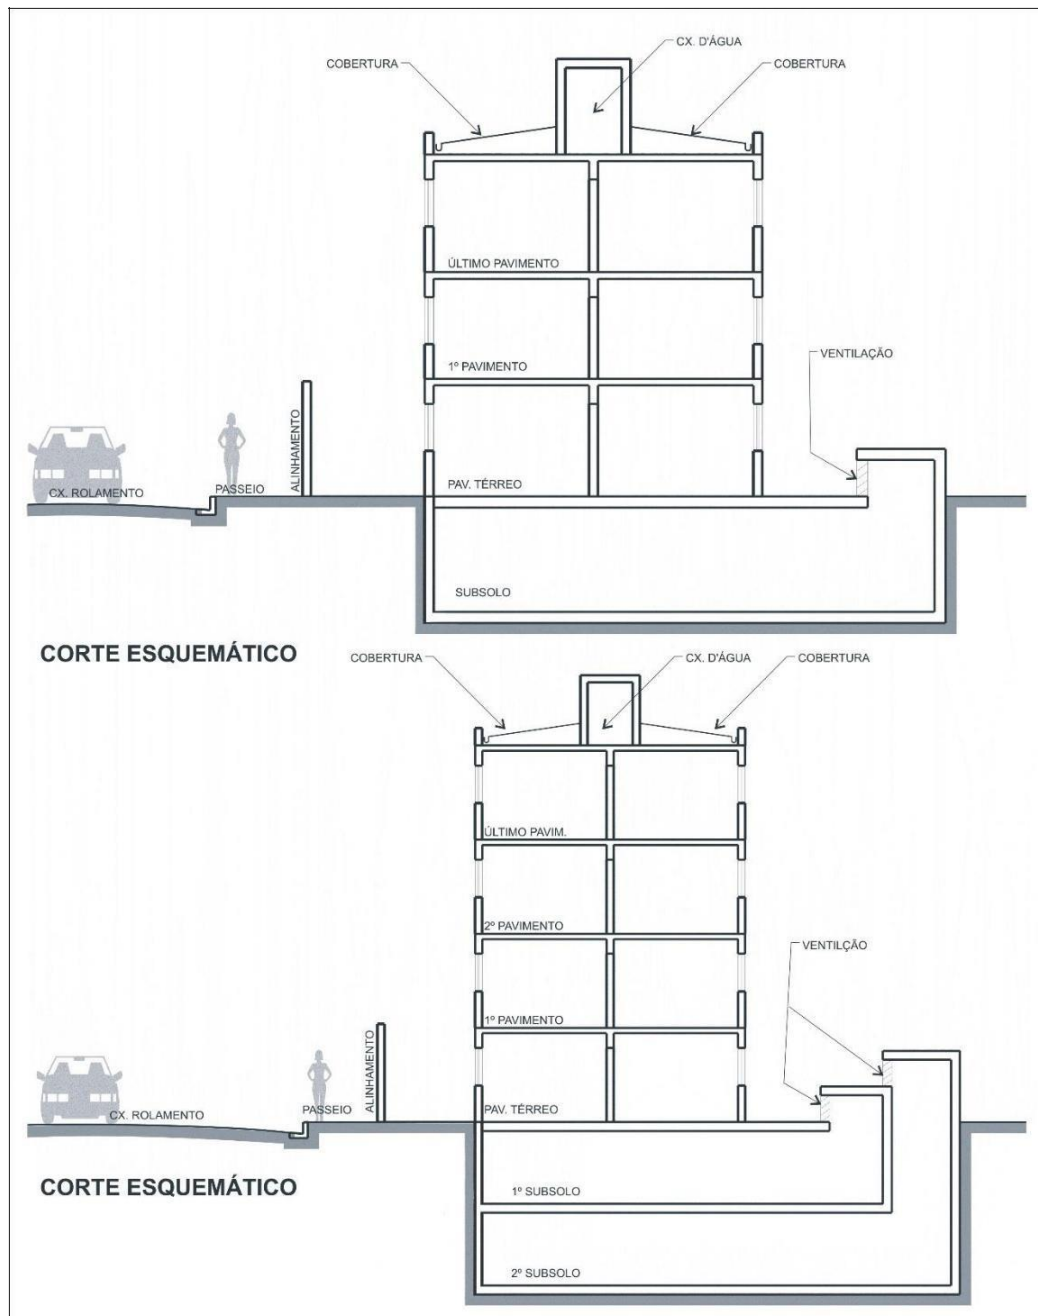 CX. D'ÁGUA
COBERTURA
COBERTURA
ÚLTIMO PAVIMENTO
1º PAVIMENTO
VENTILAÇÃO
ALINHAMENTO
CX. ROLAMENTO
PASSEIO
PAV. TÉRREO
SUBSOLO
CORTE ESQUEMÁTICO
COBERTURA
CX. D'ÁGUA
COBERTURA
ÚLTIMO PAVIM.
2º PAVIMENTO
VENTILÇÃO
1º PAVIMENTO
ALINHAMENTO
CX. ROLAMENTO
PASSEIO
PAV. TÉRREO
CORTE ESQUEMÁTICO
1º SUBSOLO
2º SUBSOLO